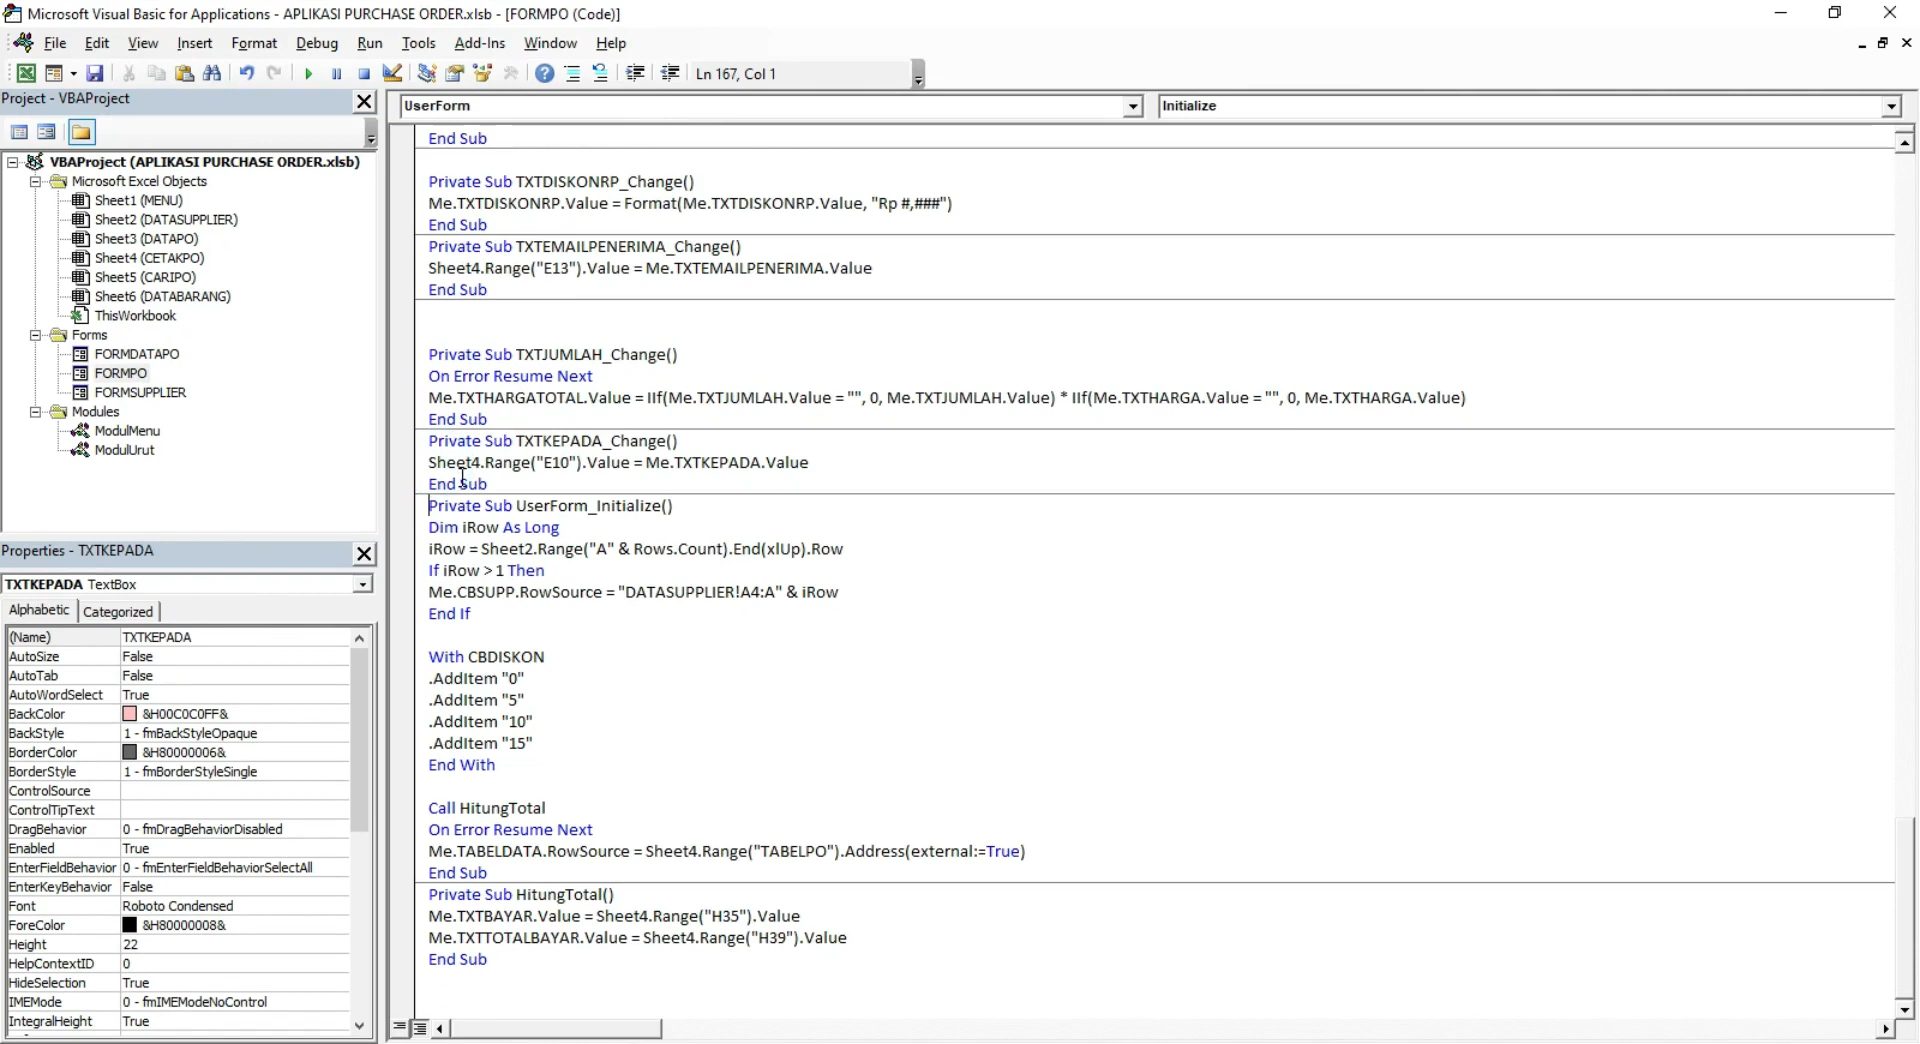 Microsoft Visual Basic for Applications - APLIKASI PURCHASE ORDER.xlsb - [FORMPO (Code)]
File Edit View Insert Format Debug Run Tools Add-Ins Window Help
Ln 167, Col 1
Project - VBAProject
VBAProject (APLIKASI PURCHASE ORDER.xlsb)
Microsoft Excel Objects
Sheet1 (MENU)
Sheet2 (DATASUPPLIER)
Sheet3 (DATAPO)
Sheet4 (CETAKPO)
Sheet5 (CARIPO)
Sheet6 (DATABARANG)
ThisWorkbook
Forms
FORMDATAPO
FORMPO
FORMSUPPLIER
Modules
ModulMenu
ModulUrut
Properties - TXTKEPADA
TXTKEPADA TextBox
Alphabetic Categorized
(Name) TXTKEPADA
AutoSize False
AutoTab False
AutoWordSelect True
BackColor &H00C0C0FF&
BackStyle 1 - fmBackStyleOpaque
BorderColor &H80000006&
BorderStyle 1 - fmBorderStyleSingle
ControlSource
ControlTipText
DragBehavior 0 - fmDragBehaviorDisabled
Enabled True
EnterFieldBehavior 0 - fmEnterFieldBehaviorSelectAll
EnterKeyBehavior False
Font Roboto Condensed
ForeColor &H80000008&
Height 22
HelpContextID 0
HideSelection True
IMEMode 0 - fmIMEModeNoControl
IntegralHeight True
UserForm Initialize
End Sub
Private Sub TXTDISKONRP_Change()
Me.TXTDISKONRP.Value = Format(Me.TXTDISKONRP.Value, "Rp #,###")
End Sub
Private Sub TXTEMAILPENERIMA_Change()
Sheet4.Range("E13").Value = Me.TXTEMAILPENERIMA.Value
End Sub
Private Sub TXTJUMLAH_Change()
On Error Resume Next
Me.TXTHARGATOTAL.Value = IIf(Me.TXTJUMLAH.Value = "", 0, Me.TXTJUMLAH.Value) * IIf(Me.TXTHARGA.Value = "", 0, Me.TXTHARGA.Value)
End Sub
Private Sub TXTKEPADA_Change()
Sheet4.Range("E10").Value = Me.TXTKEPADA.Value
End Sub
Private Sub UserForm_Initialize()
Dim iRow As Long
iRow = Sheet2.Range("A" & Rows.Count).End(xlUp).Row
If iRow > 1 Then
Me.CBSUPP.RowSource = "DATASUPPLIER!A4:A" & iRow
End If
With CBDISKON
.AddItem "0"
.AddItem "5"
.AddItem "10"
.AddItem "15"
End With
Call HitungTotal
On Error Resume Next
Me.TABELDATA.RowSource = Sheet4.Range("TABELPO").Address(external:=True)
End Sub
Private Sub HitungTotal()
Me.TXTBAYAR.Value = Sheet4.Range("H35").Value
Me.TXTTOTALBAYAR.Value = Sheet4.Range("H39").Value
End Sub